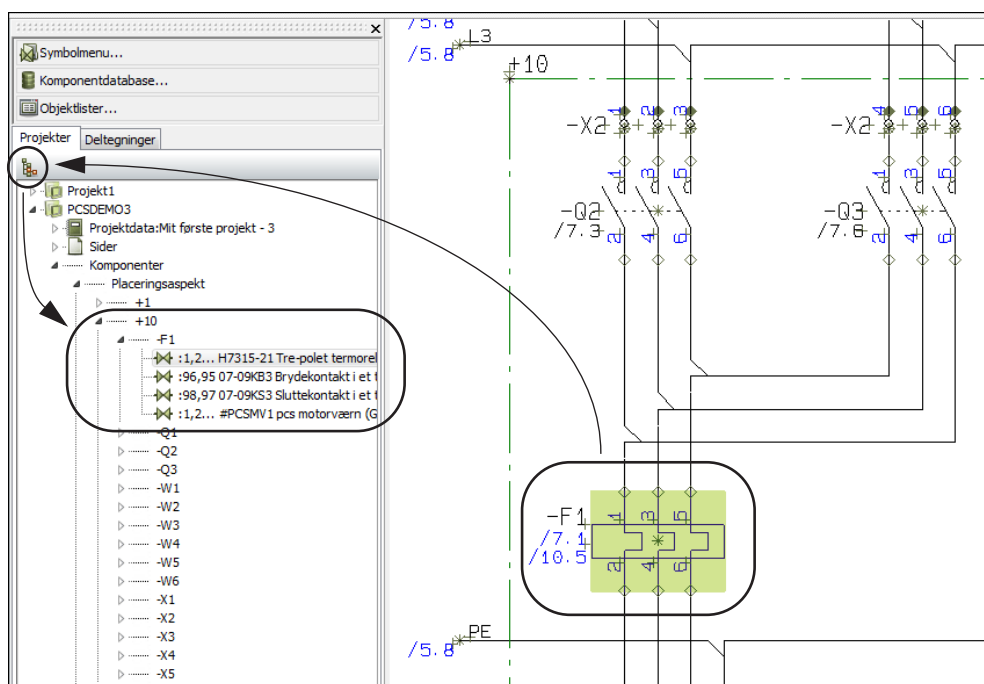 Symbolmenu...
Komponentdatabase...
Objektlister...
Projekter Deltegninger
Projekt1
PCSDEMO3
Projektdata:Mit første projekt - 3
Sider
Komponenter
Placeringsaspekt
+1
+10
-F1
:1,2... H7315-21 Tre-polet termorel
:96,95 07-09KB3 Brydekontakt i et t
:98,97 07-09KS3 Sluttekontakt i et t
:1,2... #PCSMV1 pcs motorværn (G
-Q1
-Q2
-Q3
-W1
-W2
-W3
-W4
-W5
-W6
-X1
-X2
-X3
-X4
-X5
/5.8
L3
/5.8
+10
-X2 1 2 3
-X2 4 5 6
1 3 5
1 3 5
-Q2
/7.3
2 4 6
-Q3
/7.6
2 4 6
-F1 1 3 5
/7.1
/10.5
2 4 6
PE
/5.8